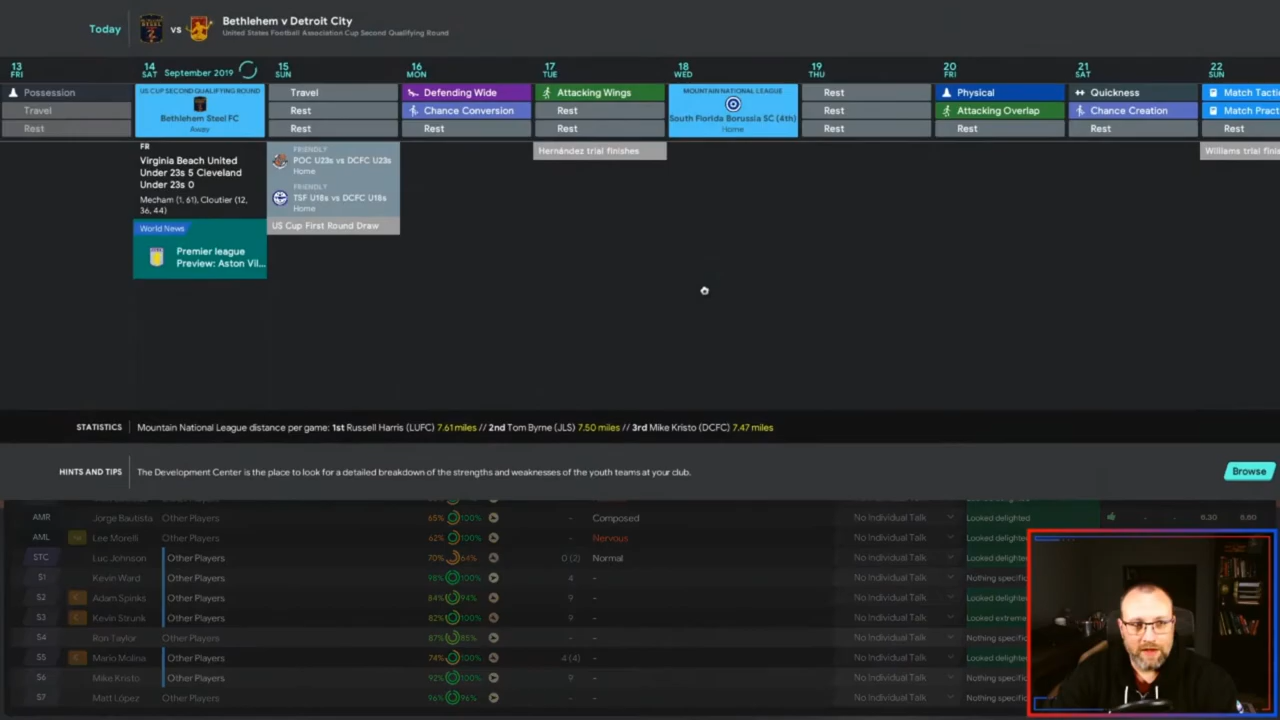 Today
vs
Bethlehem v Detroit City
United States Football Association Cup Second Qualifying Round
13 FRI
14 SAT September 2019
15 SUN
16 MON
17 TUE
18 WED
19 THU
20 FRI
21 SAT
22 SUN
Possession
Travel
Rest
US CUP SECOND QUALIFYING ROUND
Bethlehem Steel FC
Away
Travel
Rest
Rest
Defending Wide
Chance Conversion
Rest
Attacking Wings
Rest
Rest
MOUNTAIN NATIONAL LEAGUE
South Florida Borussia SC (4th)
Home
Rest
Rest
Rest
Physical
Attacking Overlap
Rest
Quickness
Chance Creation
Rest
Match Tactic
Match Pract
Rest
FR
Virginia Beach United
Under 23s 5 Cleveland
Under 23s 0
Mecham (1, 61), Cloutier (12,
36, 44)
World News
Premier league
Preview: Aston Vil...
FRIENDLY
POC U23s vs DCFC U23s
Home
FRIENDLY
TSF U18s vs DCFC U18s
Home
US Cup First Round Draw
Hernández trial finishes
Williams trial fini
STATISTICS Mountain National League distance per game: 1st Russell Harris (LUFC) 7.61 miles // 2nd Tom Byrne (JLS) 7.50 miles // 3rd Mike Kristo (DCFC) 7.47 miles
HINTS AND TIPS The Development Center is the place to look for a detailed breakdown of the strengths and weaknesses of the youth teams at your club.
Browse
AMR Jorge Bautista Other Players 65% 100% - Composed No Individual Talk Looked delighted - - 6.30 6.60
AML Lee Morelli Other Players 62% 100% - Nervous No Individual Talk Looked delighted
STC Luc Johnson Other Players 70% 64% 0 (2) Normal No Individual Talk Looked delighte
S1 Kevin Ward Other Players 98% 100% 4 - No Individual Talk Nothing specific
S2 Adam Spinks Other Players 84% 94% 9 - No Individual Talk Looked delighte
S3 Kevin Strunk Other Players 82% 100% 9 - No Individual Talk Looked extreme
S4 Ron Taylor Other Players 87% 85% - - No Individual Talk Nothing specific
S5 Mario Molina Other Players 74% 100% 4 (4) - No Individual Talk Looked delighte
S6 Mike Kristo Other Players 92% 100% 9 - No Individual Talk Nothing specific
S7 Matt López Other Players 96% 96% - - No Individual Talk Nothing specific